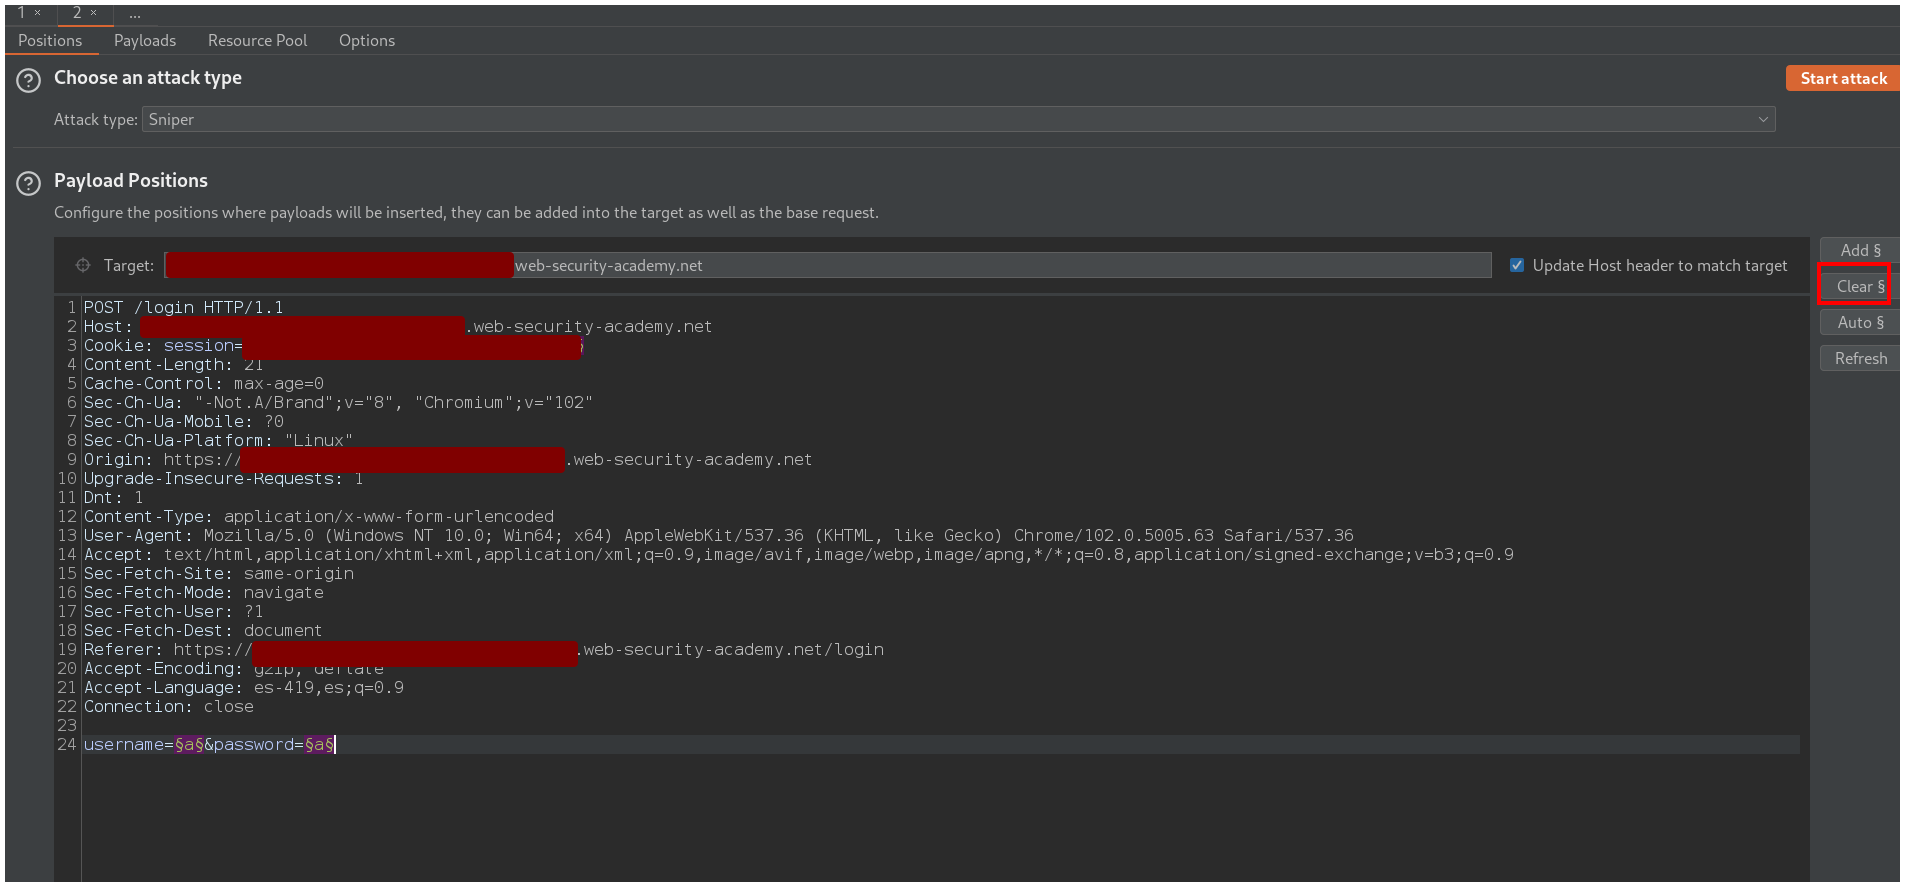 1 × 2 × ...
Positions Payloads Resource Pool Options
Choose an attack type
Start attack
Attack type: Sniper
Payload Positions
Configure the positions where payloads will be inserted, they can be added into the target as well as the base request.
Target: web-security-academy.net
Update Host header to match target
Add §
Clear §
Auto §
Refresh
1 POST /login HTTP/1.1
2 Host: .web-security-academy.net
3 Cookie: session=
4 Content-Length: 21
5 Cache-Control: max-age=0
6 Sec-Ch-Ua: "-Not.A/Brand";v="8", "Chromium";v="102"
7 Sec-Ch-Ua-Mobile: ?0
8 Sec-Ch-Ua-Platform: "Linux"
9 Origin: https://.web-security-academy.net
10 Upgrade-Insecure-Requests: 1
11 Dnt: 1
12 Content-Type: application/x-www-form-urlencoded
13 User-Agent: Mozilla/5.0 (Windows NT 10.0; Win64; x64) AppleWebKit/537.36 (KHTML, like Gecko) Chrome/102.0.5005.63 Safari/537.36
14 Accept: text/html,application/xhtml+xml,application/xml;q=0.9,image/avif,image/webp,image/apng,*/*;q=0.8,application/signed-exchange;v=b3;q=0.9
15 Sec-Fetch-Site: same-origin
16 Sec-Fetch-Mode: navigate
17 Sec-Fetch-User: ?1
18 Sec-Fetch-Dest: document
19 Referer: https://.web-security-academy.net/login
20 Accept-Encoding: gzip, deflate
21 Accept-Language: es-419,es;q=0.9
22 Connection: close
23
24 username=§a§&password=§a§